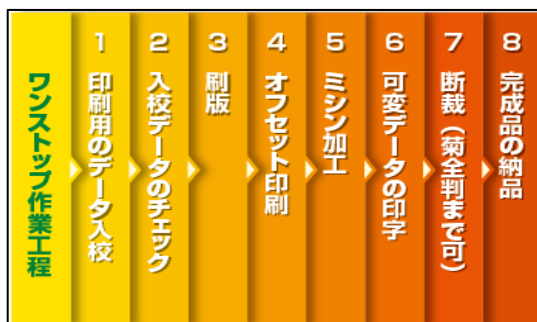 ワンストップ作業工程
1
印刷用のデータ入校
2
入校データのチェック
3
刷版
4
オフセット印刷
5
ミシン加工
6
可変データの印字
7
断裁（菊全判まで可）
8
完成品の納品